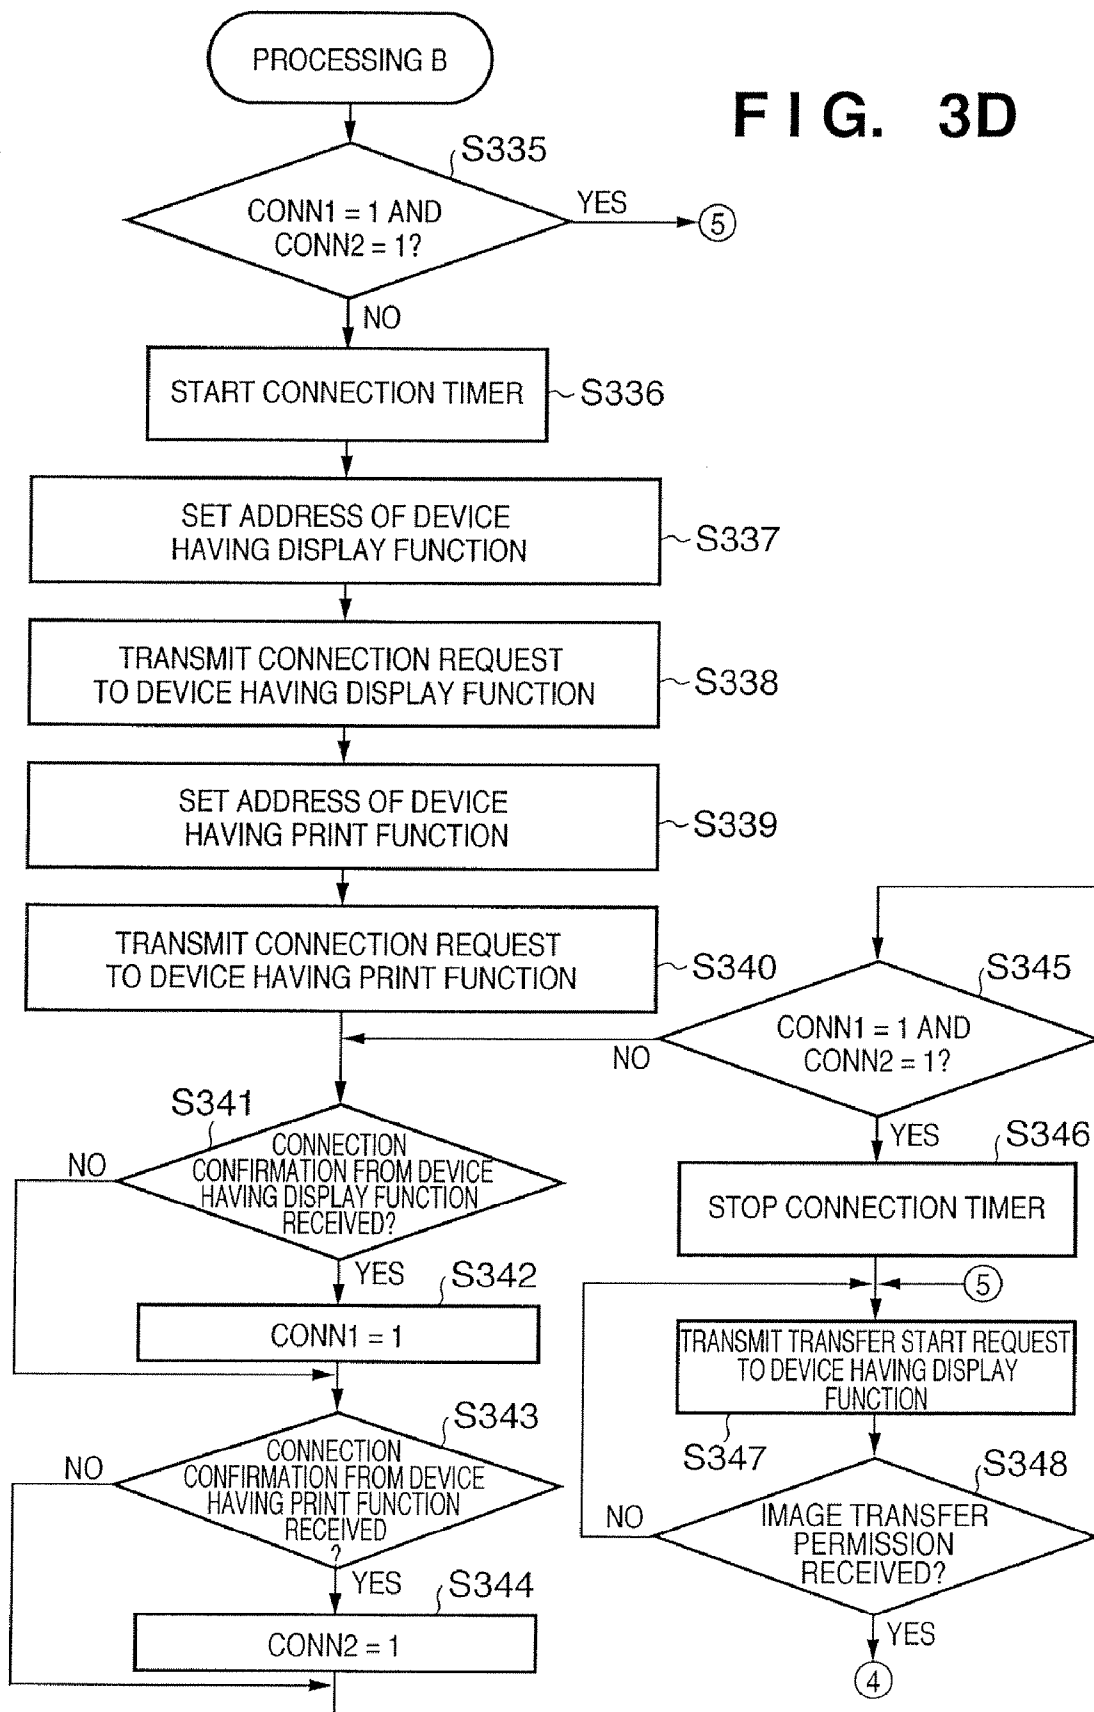 FIG. 3D
PROCESSING B
S335
CONN1 = 1 AND
CONN2 = 1?
YES
5
NO
START CONNECTION TIMER
S336
SET ADDRESS OF DEVICE
HAVING DISPLAY FUNCTION
S337
TRANSMIT CONNECTION REQUEST
TO DEVICE HAVING DISPLAY FUNCTION
S338
SET ADDRESS OF DEVICE
HAVING PRINT FUNCTION
S339
TRANSMIT CONNECTION REQUEST
TO DEVICE HAVING PRINT FUNCTION
S340
S341
CONNECTION
CONFIRMATION FROM DEVICE
HAVING DISPLAY FUNCTION
RECEIVED?
NO
YES
S342
CONN1 = 1
S343
CONNECTION
CONFIRMATION FROM DEVICE
HAVING PRINT FUNCTION
RECEIVED
?
NO
YES
S344
CONN2 = 1
S345
CONN1 = 1 AND
CONN2 = 1?
NO
YES
S346
STOP CONNECTION TIMER
5
TRANSMIT TRANSFER START REQUEST
TO DEVICE HAVING DISPLAY
FUNCTION
S347
S348
IMAGE TRANSFER
PERMISSION
RECEIVED?
NO
YES
4